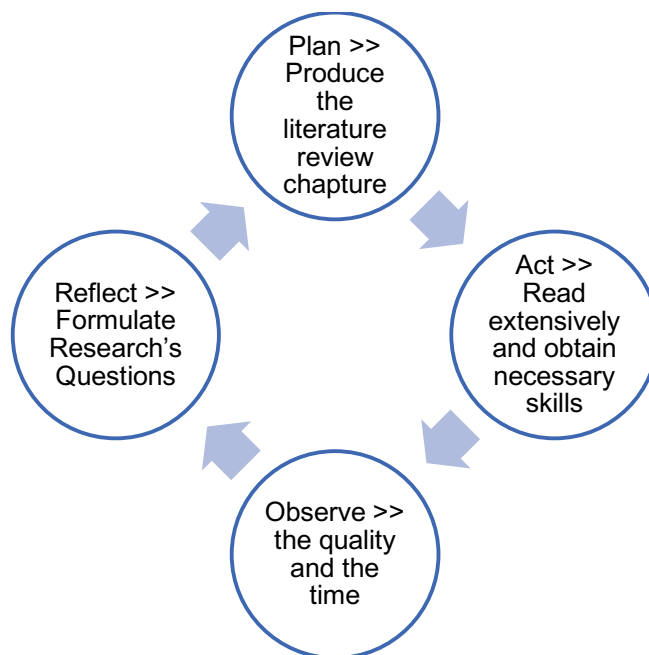 Plan >>
Produce
the
literature
review
chapture
Act >>
Read
extensively
and obtain
necessary
skills
Observe >>
the quality
and the
time
Reflect >>
Formulate
Research’s
Questions